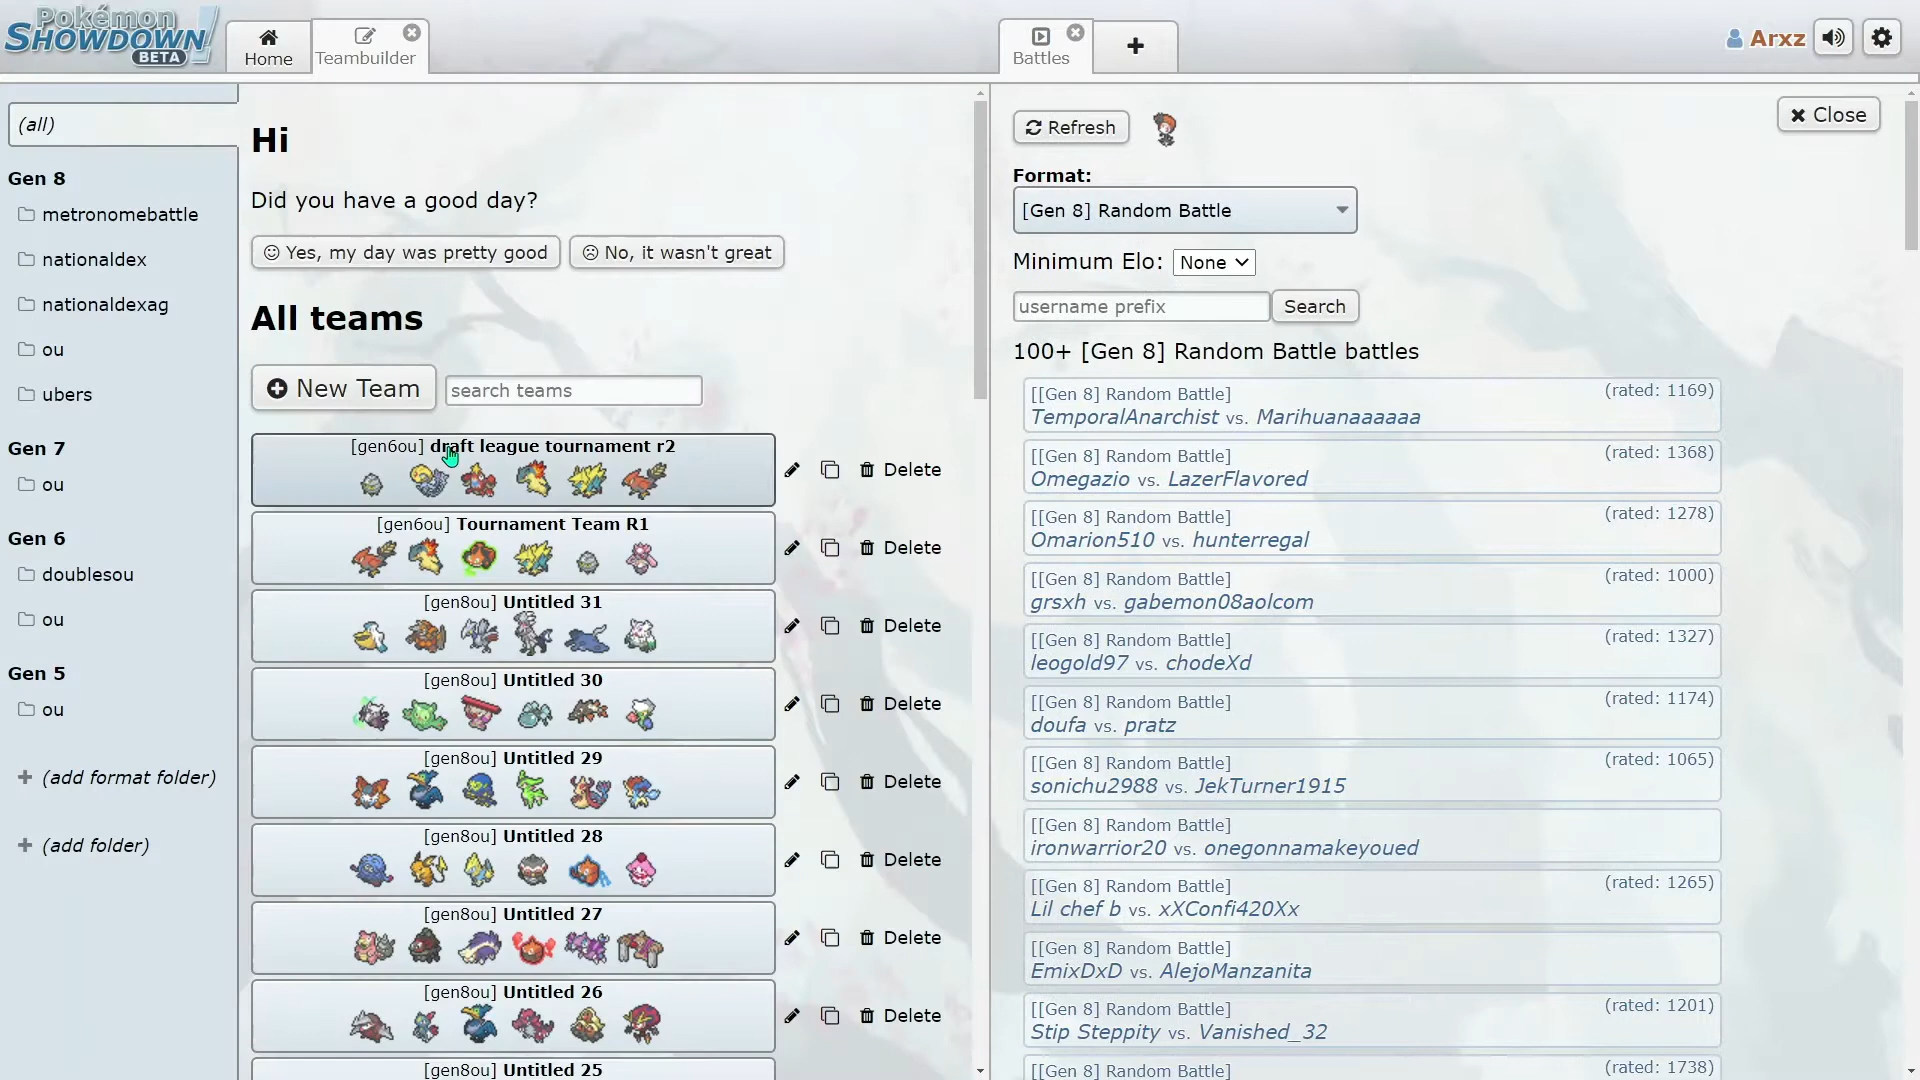 Pokémon
SHOWDOWN!
BETA
Home
Teambuilder
Battles
Arxz
(all)
Gen 8
metronomebattle
nationaldex
nationaldexag
ou
ubers
Gen 7
ou
Gen 6
doublesou
ou
Gen 5
ou
(add format folder)
(add folder)
Hi
Did you have a good day?
Yes, my day was pretty good
No, it wasn't great
All teams
New Team
search teams
[gen6ou] draft league tournament r2
Delete
[gen6ou] Tournament Team R1
Delete
[gen8ou] Untitled 31
Delete
[gen8ou] Untitled 30
Delete
[gen8ou] Untitled 29
Delete
[gen8ou] Untitled 28
Delete
[gen8ou] Untitled 27
Delete
[gen8ou] Untitled 26
Delete
[gen8ou] Untitled 25
Refresh
Close
Format:
[Gen 8] Random Battle
Minimum Elo: None
username prefix
Search
100+ [Gen 8] Random Battle battles
[[Gen 8] Random Battle]
(rated: 1169)
TemporalAnarchist vs. Marihuanaaaaaa
[[Gen 8] Random Battle]
(rated: 1368)
Omegazio vs. LazerFlavored
[[Gen 8] Random Battle]
(rated: 1278)
Omarion510 vs. hunterregal
[[Gen 8] Random Battle]
(rated: 1000)
grsxh vs. gabemon08aolcom
[[Gen 8] Random Battle]
(rated: 1327)
leogold97 vs. chodeXd
[[Gen 8] Random Battle]
(rated: 1174)
doufa vs. pratz
[[Gen 8] Random Battle]
(rated: 1065)
sonichu2988 vs. JekTurner1915
[[Gen 8] Random Battle]
ironwarrior20 vs. onegonnamakeyoued
[[Gen 8] Random Battle]
(rated: 1265)
Lil chef b vs. xXConfi420Xx
[[Gen 8] Random Battle]
EmixDxD vs. AlejoManzanita
[[Gen 8] Random Battle]
(rated: 1201)
Stip Steppity vs. Vanished_32
[[Gen 8] Random Battle]
(rated: 1738)